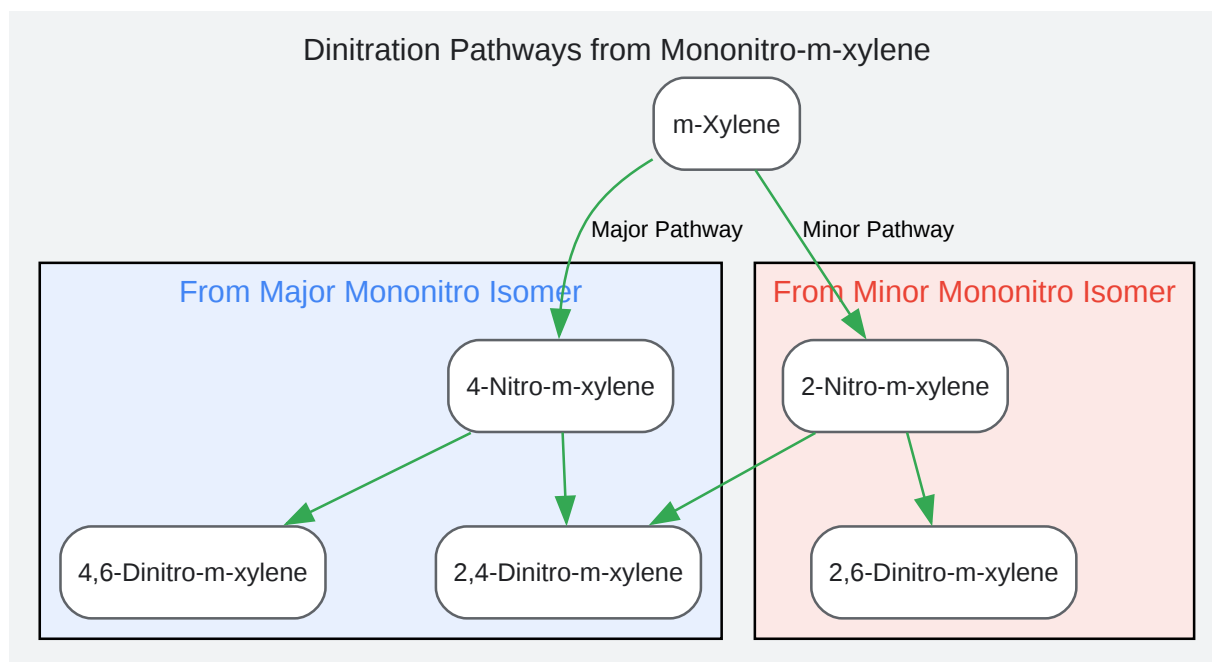 Dinitration Pathways from Mononitro-m-xylene
m-Xylene
Major Pathway
Minor Pathway
From Major Mononitro Isomer
From Minor Mononitro Isomer
4-Nitro-m-xylene
2-Nitro-m-xylene
4,6-Dinitro-m-xylene
2,4-Dinitro-m-xylene
2,6-Dinitro-m-xylene